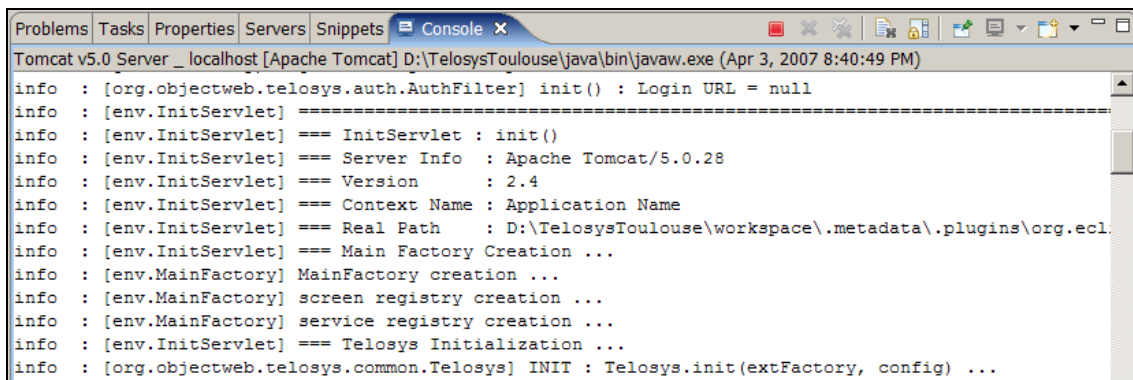 Problems Tasks Properties Servers Snippets Console
Tomcat v5.0 Server _ localhost [Apache Tomcat] D:\TelosysToulouse\java\bin\javaw.exe (Apr 3, 2007 8:40:49 PM)
info : [org.objectweb.telosys.auth.AuthFilter] init() : Login URL = null
info : [env.InitServlet] ===========================================================================
info : [env.InitServlet] === InitServlet : init()
info : [env.InitServlet] === Server Info : Apache Tomcat/5.0.28
info : [env.InitServlet] === Version : 2.4
info : [env.InitServlet] === Context Name : Application Name
info : [env.InitServlet] === Real Path : D:\TelosysToulouse\workspace\.metadata\.plugins\org.ecl
info : [env.InitServlet] === Main Factory Creation ...
info : [env.MainFactory] MainFactory creation ...
info : [env.MainFactory] screen registry creation ...
info : [env.MainFactory] service registry creation ...
info : [env.InitServlet] === Telosys Initialization ...
info : [org.objectweb.telosys.common.Telosys] INIT : Telosys.init(extFactory, config) ...